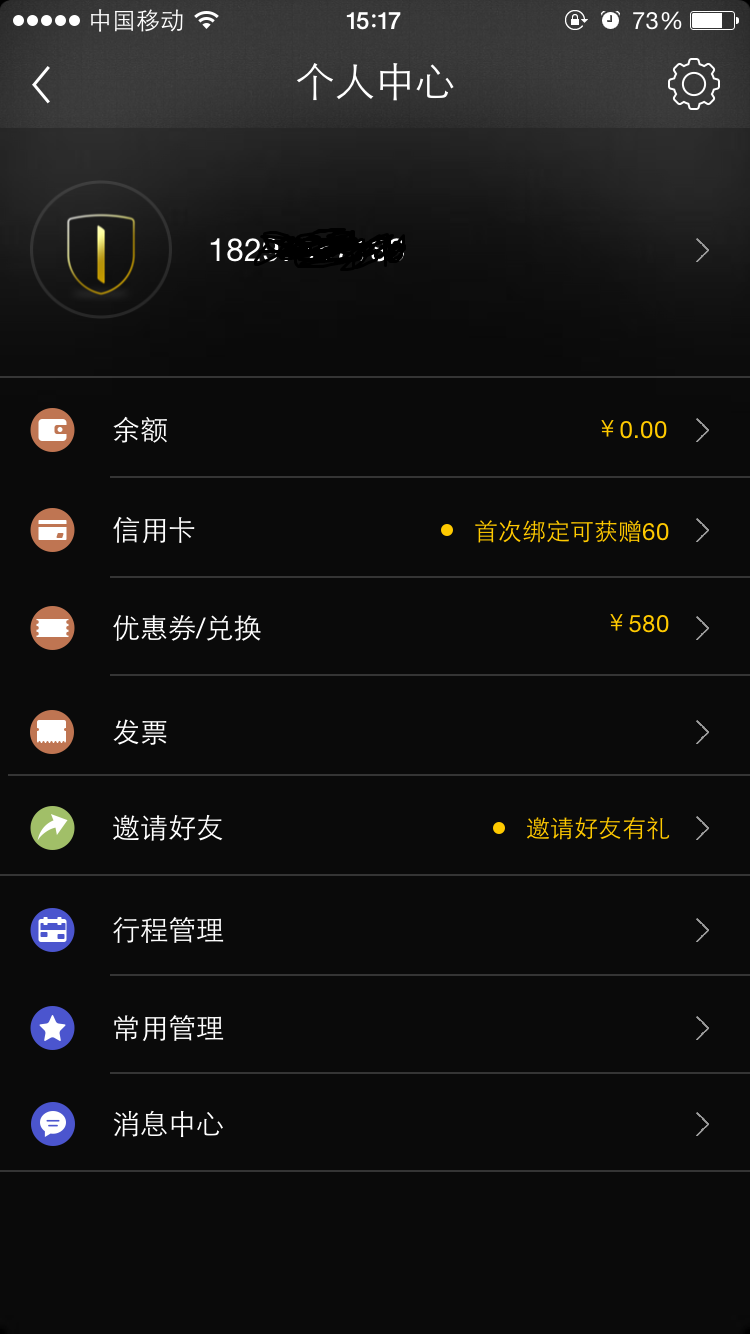 中国移动 15:17 73%
个人中心
182
余额 ￥0.00
信用卡 首次绑定可获赠60
优惠券/兑换 ￥580
发票
邀请好友 邀请好友有礼
行程管理
常用管理
消息中心